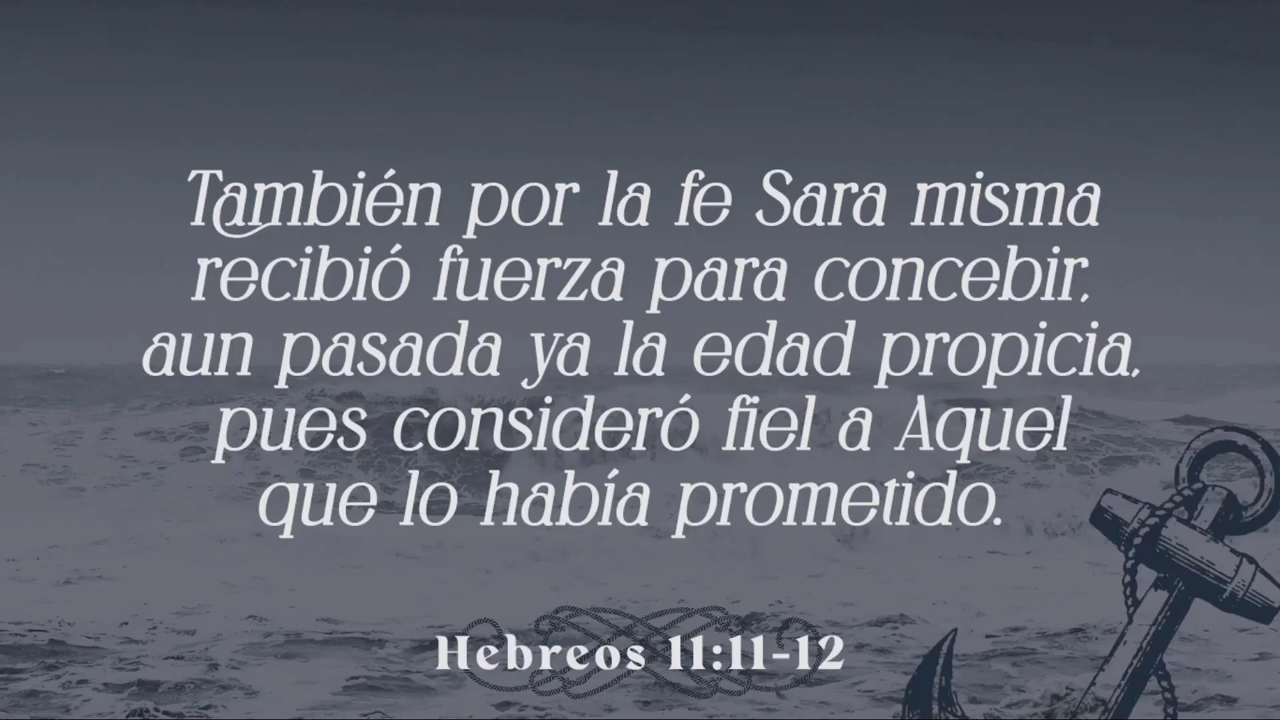 También por la fe Sara misma
recibió fuerza para concebir,
aun pasada ya la edad propicia,
pues consideró fiel a Aquel
que lo había prometido.
Hebreos 11:11-12